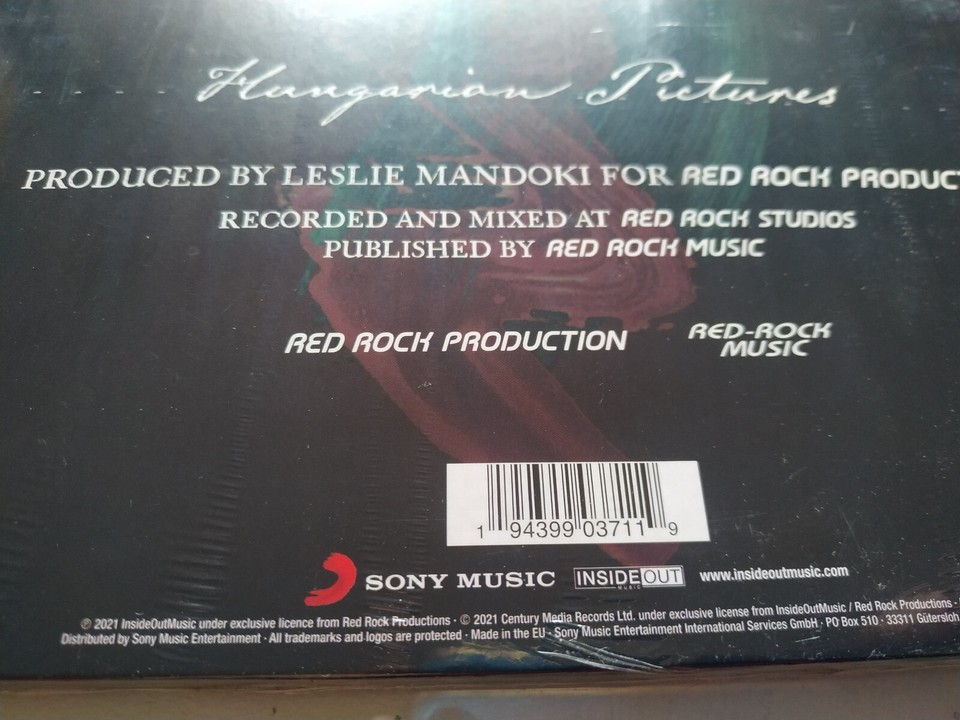 Hungarian Pictures
PRODUCED BY LESLIE MANDOKI FOR RED ROCK PRODUCT
RECORDED AND MIXED AT RED ROCK STUDIOS
PUBLISHED BY RED ROCK MUSIC
RED ROCK PRODUCTION
RED-ROCK
MUSIC
1 94399 03711 9
SONY MUSIC INSIDEOUT www.insideoutmusic.com
MUSIC
℗ 2021 InsideOutMusic under exclusive licence from Red Rock Productions · © 2021 Century Media Records Ltd. under exclusive license from InsideOutMusic / Red Rock Productions ·
Distributed by Sony Music Entertainment · All trademarks and logos are protected · Made in the EU · Sony Music Entertainment International Services GmbH · PO Box 510 · 33311 Gütersloh